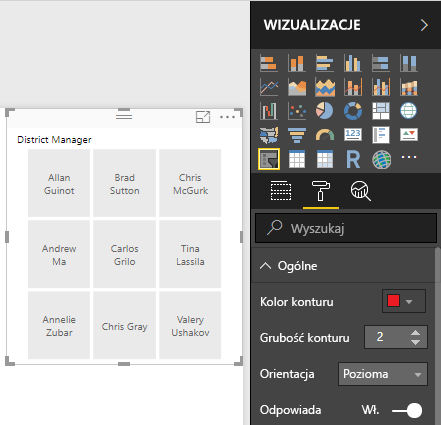 WIZUALIZACJE
123
R
District Manager
Allan
Guinot
Brad
Sutton
Chris
McGurk
Andrew
Ma
Carlos
Grilo
Tina
Lassila
Annelie
Zubar
Chris Gray
Valery
Ushakov
Wyszukaj
Ogólne
Kolor konturu
Grubość konturu 2
Orientacja Pozioma
Odpowiada Wł.